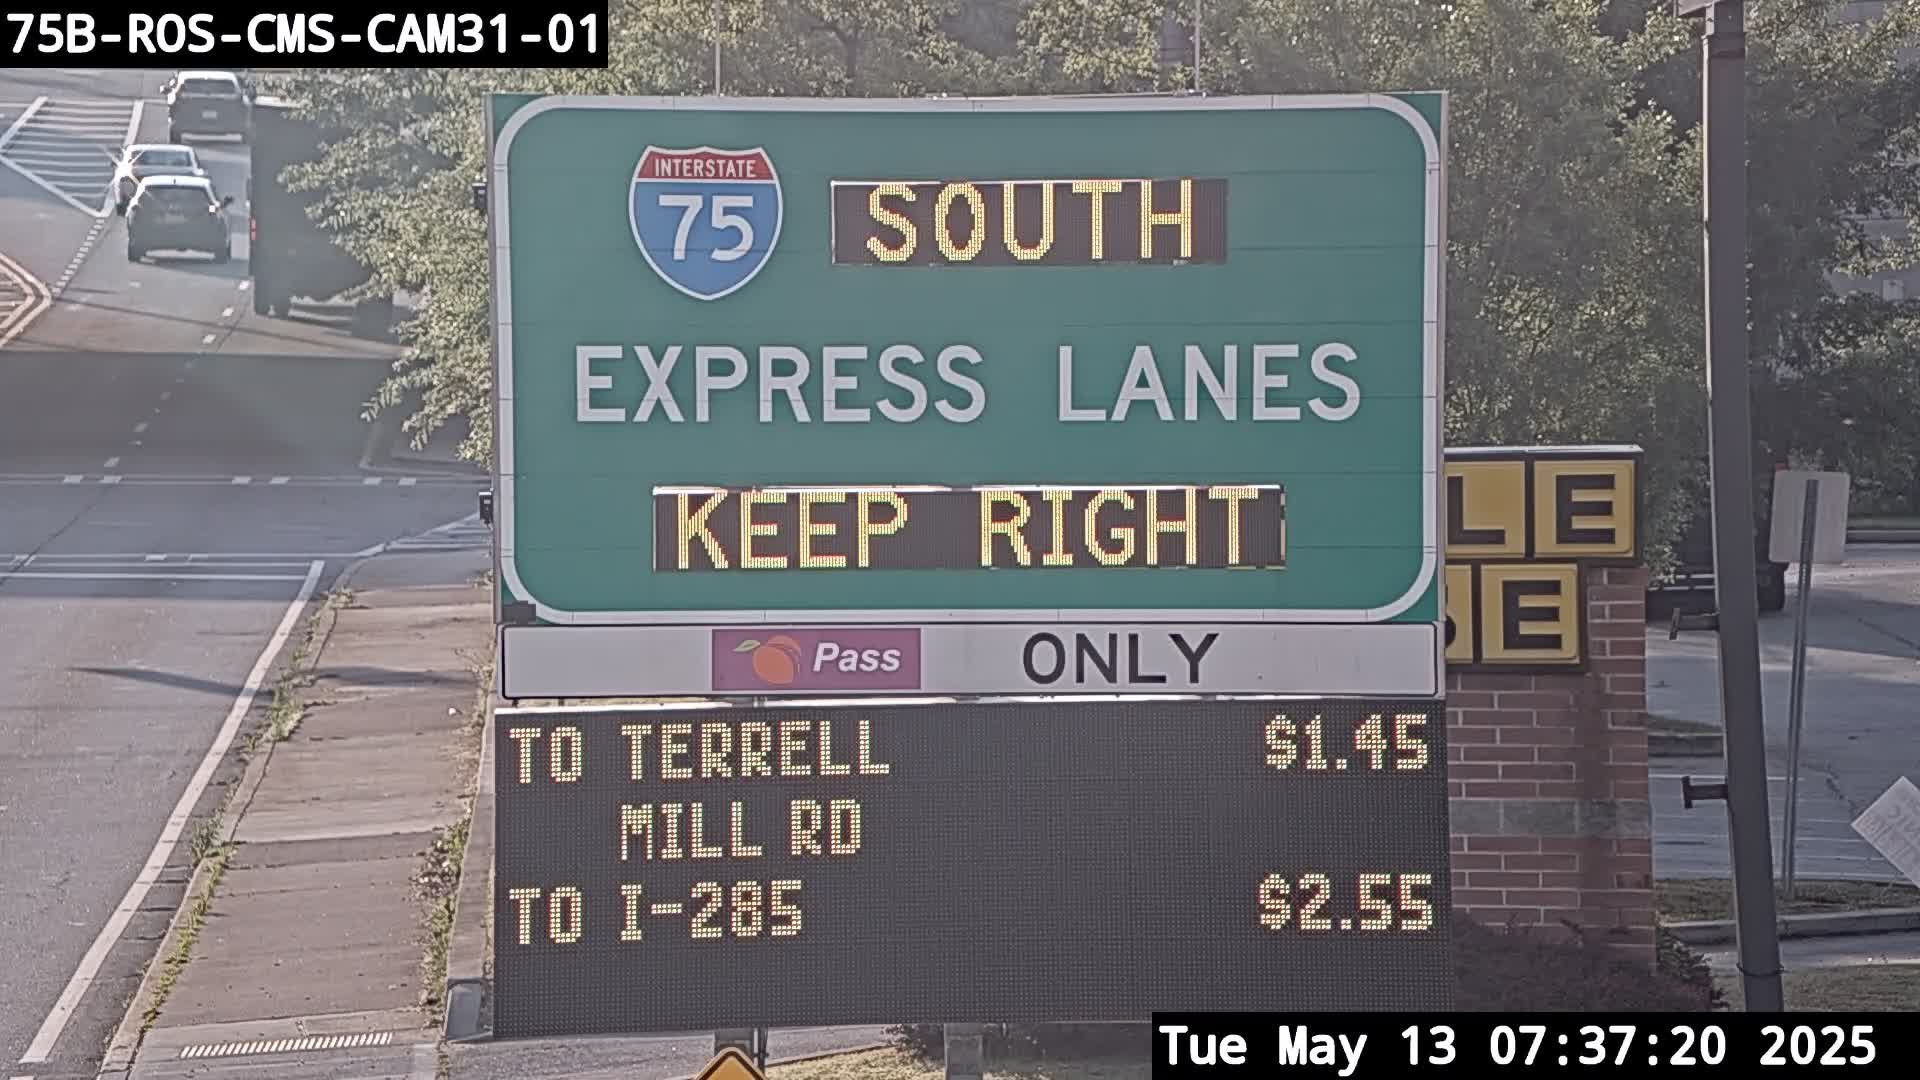 75B-ROS-CMS-CAM31-01
INTERSTATE
75
SOUTH
EXPRESS LANES
KEEP RIGHT
Pass ONLY
TO TERRELL $1.45
MILL RD
TO I-285 $2.55
LE
E
Tue May 13 07:37:20 2025